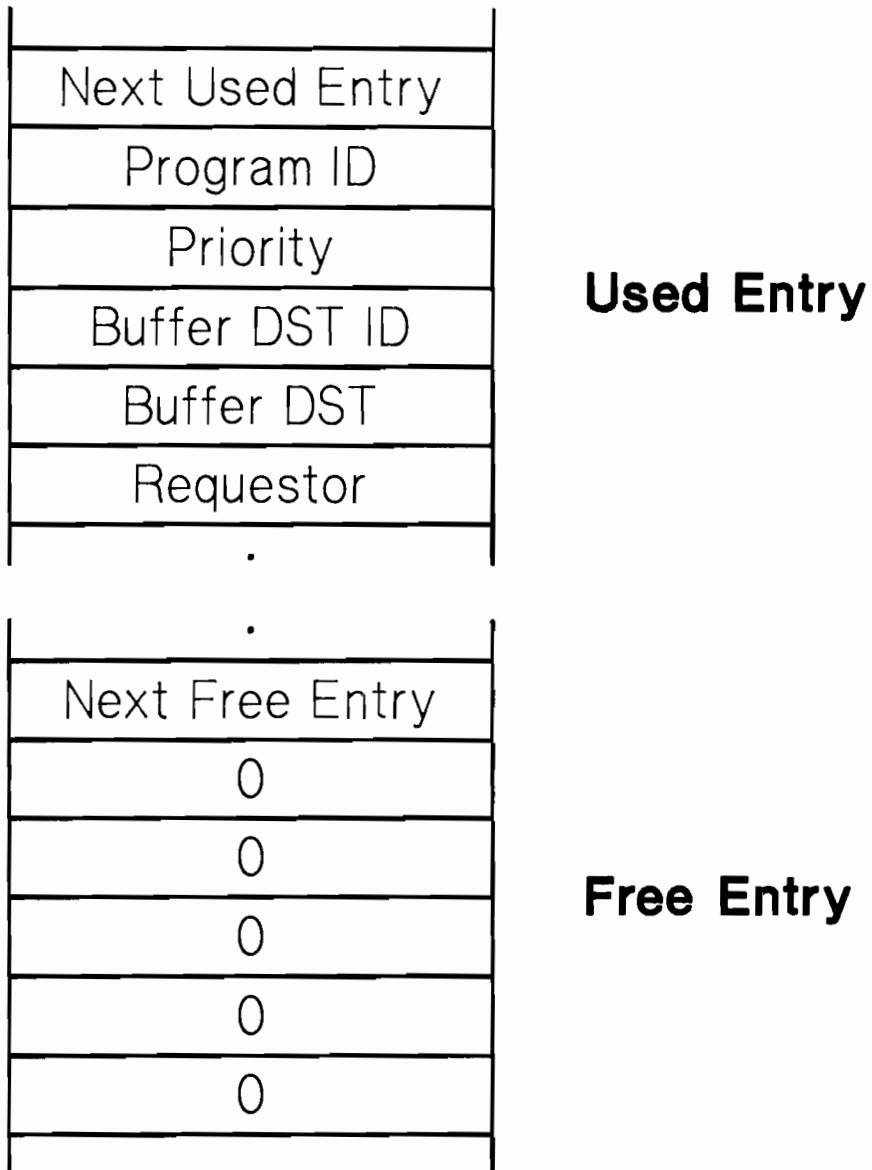 Next Used Entry
Program ID
Priority
Buffer DST ID
Buffer DST
Requestor
Used Entry
.
.
Next Free Entry
0
0
0
0
0
Free Entry